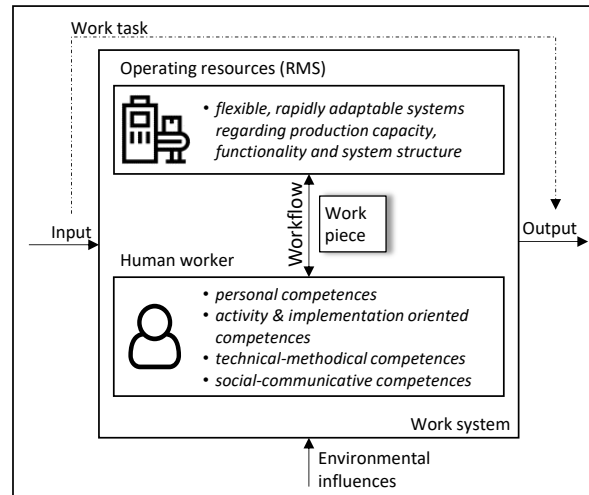 Work task
Operating resources (RMS)
• flexible, rapidly adaptable systems
regarding production capacity,
functionality and system structure
Input
Workflow
Work
piece
Output
Human worker
• personal competences
• activity & implementation oriented
competences
• technical-methodical competences
• social-communicative competences
Work system
Environmental
influences